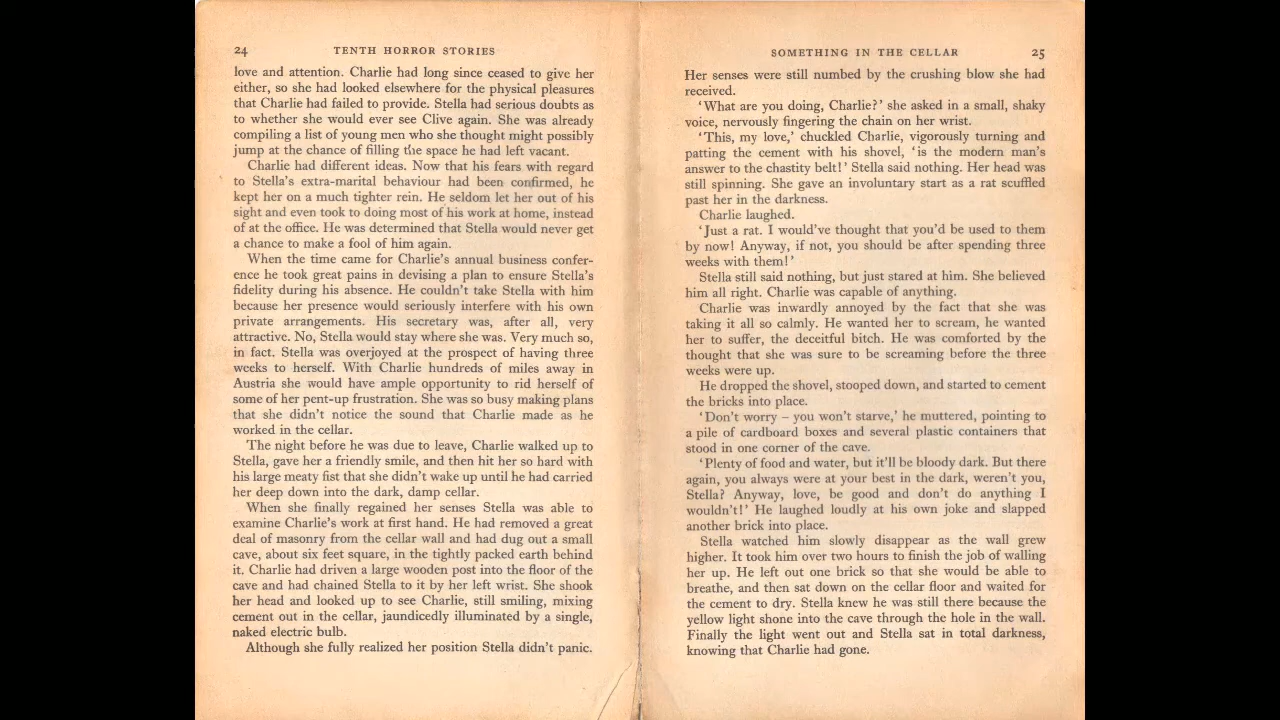 24 TENTH HORROR STORIES
love and attention. Charlie had long since ceased to give her
either, so she had looked elsewhere for the physical pleasures
that Charlie had failed to provide. Stella had serious doubts as
to whether she would ever see Clive again. She was already
compiling a list of young men who she thought might possibly
jump at the chance of filling the space he had left vacant.
Charlie had different ideas. Now that his fears with regard
to Stella's extra-marital behaviour had been confirmed, he
kept her on a much tighter rein. He seldom let her out of his
sight and even took to doing most of his work at home, instead
of at the office. He was determined that Stella would never get
a chance to make a fool of him again.
When the time came for Charlie's annual business confer-
ence he took great pains in devising a plan to ensure Stella's
fidelity during his absence. He couldn't take Stella with him
because her presence would seriously interfere with his own
private arrangements. His secretary was, after all, very
attractive. No, Stella would stay where she was. Very much so,
in fact. Stella was overjoyed at the prospect of having three
weeks to herself. With Charlie hundreds of miles away in
Austria she would have ample opportunity to rid herself of
some of her pent-up frustration. She was so busy making plans
that she didn't notice the sound that Charlie made as he
worked in the cellar.
The night before he was due to leave, Charlie walked up to
Stella, gave her a friendly smile, and then hit her so hard with
his large meaty fist that she didn't wake up until he had carried
her deep down into the dark, damp cellar.
When she finally regained her senses Stella was able to
examine Charlie's work at first hand. He had removed a great
deal of masonry from the cellar wall and had dug out a small
cave, about six feet square, in the tightly packed earth behind
it. Charlie had driven a large wooden post into the floor of the
cave and had chained Stella to it by her left wrist. She shook
her head and looked up to see Charlie, still smiling, mixing
cement out in the cellar, jaundicedly illuminated by a single,
naked electric bulb.
Although she fully realized her position Stella didn't panic.
SOMETHING IN THE CELLAR 25
Her senses were still numbed by the crushing blow she had
received.
'What are you doing, Charlie?' she asked in a small, shaky
voice, nervously fingering the chain on her wrist.
'This, my love,' chuckled Charlie, vigorously turning and
patting the cement with his shovel, 'is the modern man's
answer to the chastity belt!' Stella said nothing. Her head was
still spinning. She gave an involuntary start as a rat scuffled
past her in the darkness.
Charlie laughed.
'Just a rat. I would've thought that you'd be used to them
by now! Anyway, if not, you should be after spending three
weeks with them!'
Stella still said nothing, but just stared at him. She believed
him all right. Charlie was capable of anything.
Charlie was inwardly annoyed by the fact that she was
taking it all so calmly. He wanted her to scream, he wanted
her to suffer, the deceitful bitch. He was comforted by the
thought that she was sure to be screaming before the three
weeks were up.
He dropped the shovel, stooped down, and started to cement
the bricks into place.
'Don't worry – you won't starve,' he muttered, pointing to
a pile of cardboard boxes and several plastic containers that
stood in one corner of the cave.
'Plenty of food and water, but it'll be bloody dark. But there
again, you always were at your best in the dark, weren't you,
Stella? Anyway, love, be good and don't do anything I
wouldn't!' He laughed loudly at his own joke and slapped
another brick into place.
Stella watched him slowly disappear as the wall grew
higher. It took him over two hours to finish the job of walling
her up. He left out one brick so that she would be able to
breathe, and then sat down on the cellar floor and waited for
the cement to dry. Stella knew he was still there because the
yellow light shone into the cave through the hole in the wall.
Finally the light went out and Stella sat in total darkness,
knowing that Charlie had gone.